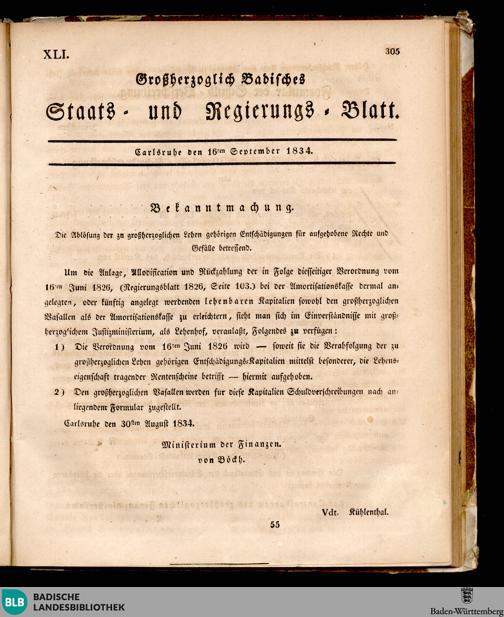 XLI. 305
Großherzoglich Badisches
Staats- und Regierungs-Blatt.
Carlsruhe den 16ten September 1834.
Bekanntmachung.
Die Ablösung der zu großherzoglichen Lehen gehörigen Entschädigungen für aufgehobene Rechte und
Gefälle betreffend.
Um die Anlage, Allodification und Rückzahlung der in Folge diesseitiger Verordnung vom
16ten Juni 1826, (Regierungsblatt 1826, Seite 103.) bei der Amortisationskasse dermal an-
gelegten, oder künftig angelegt werdenden lehenbaren Kapitalien sowohl den großherzoglichen
Vasallen als der Amortisationskasse zu erleichtern, sieht man sich im Einverständnisse mit groß-
herzoglichem Justizministerium, als Lehenhof, veranlaßt, Folgendes zu verfügen:
1) Die Verordnung vom 16ten Juni 1826 wird — soweit sie die Verabfolgung der zu
großherzoglichen Lehen gehörigen Entschädigungs-Kapitalien mittelst besonderer, die Lehens-
eigenschaft tragender Rentenscheine betrifft — hiermit aufgehoben.
2) Den großherzoglichen Vasallen werden für diese Kapitalien Schuldverschreibungen nach an-
liegendem Formular zugestellt.
Carlsruhe den 30sten August 1834.
Ministerium der Finanzen.
von Böckh.
Vdt. Kühlenthal.
55
BLB BADISCHE
LANDESBIBLIOTHEK
Baden-Württemberg